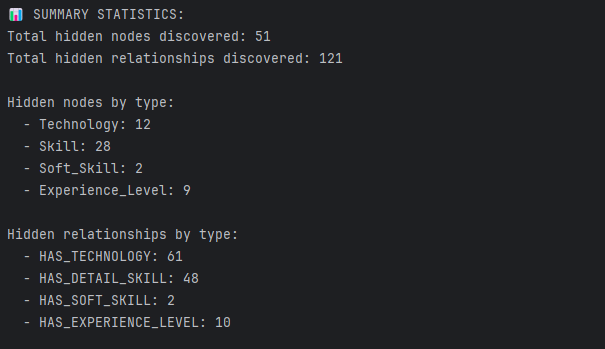 📊 SUMMARY STATISTICS:
Total hidden nodes discovered: 51
Total hidden relationships discovered: 121
Hidden nodes by type:
- Technology: 12
- Skill: 28
- Soft_Skill: 2
- Experience_Level: 9
Hidden relationships by type:
- HAS_TECHNOLOGY: 61
- HAS_DETAIL_SKILL: 48
- HAS_SOFT_SKILL: 2
- HAS_EXPERIENCE_LEVEL: 10